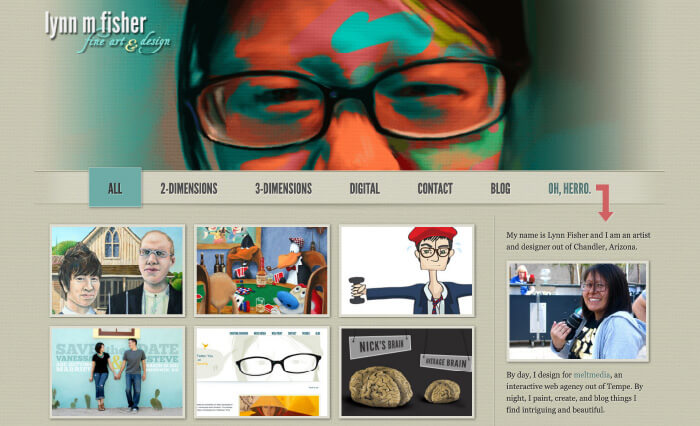 lynn m fisher
fine art & design
ALL
2-DIMENSIONS
3-DIMENSIONS
DIGITAL
CONTACT
BLOG
OH, HERRO.
My name is Lynn Fisher and I am an artist
and designer out of Chandler, Arizona.
SAVE the DATE
VANESSA
STEVE
NICK'S BRAIN
AVERAGE BRAIN
By day, I design for meltmedia, an
interactive web agency out of Tempe. By
night, I paint, create, and blog things I
find intriguing and beautiful.